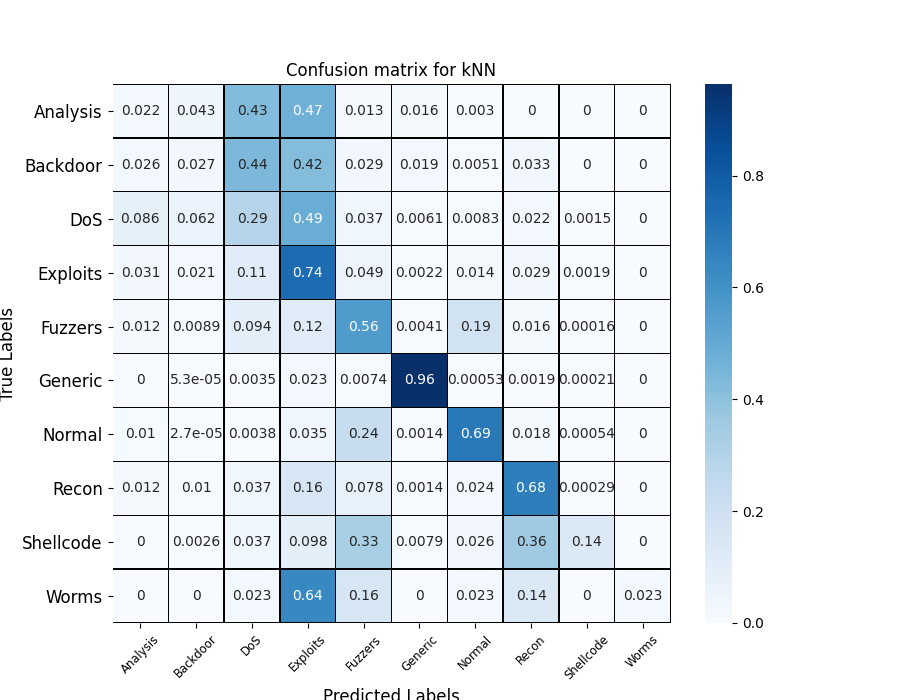 Confusion matrix for kNN
Analysis 0.022 0.043 0.43 0.47 0.013 0.016 0.003 0 0 0
Backdoor 0.026 0.027 0.44 0.42 0.029 0.019 0.0051 0.033 0 0
DoS 0.086 0.062 0.29 0.49 0.037 0.0061 0.0083 0.022 0.0015 0
Exploits 0.031 0.021 0.11 0.74 0.049 0.0022 0.014 0.029 0.0019 0
Fuzzers 0.012 0.0089 0.094 0.12 0.56 0.0041 0.19 0.016 0.00016 0
Generic 0 5.3e-05 0.0035 0.023 0.0074 0.96 0.00053 0.0019 0.00021 0
Normal 0.01 2.7e-05 0.0038 0.035 0.24 0.0014 0.69 0.018 0.00054 0
Recon 0.012 0.01 0.037 0.16 0.078 0.0014 0.024 0.68 0.00029 0
Shellcode 0 0.0026 0.037 0.098 0.33 0.0079 0.026 0.36 0.14 0
Worms 0 0 0.023 0.64 0.16 0 0.023 0.14 0 0.023
Analysis Backdoor DoS Exploits Fuzzers Generic Normal Recon Shellcode Worms
Predicted Labels
True Labels
0.8
0.6
0.4
0.2
0.0